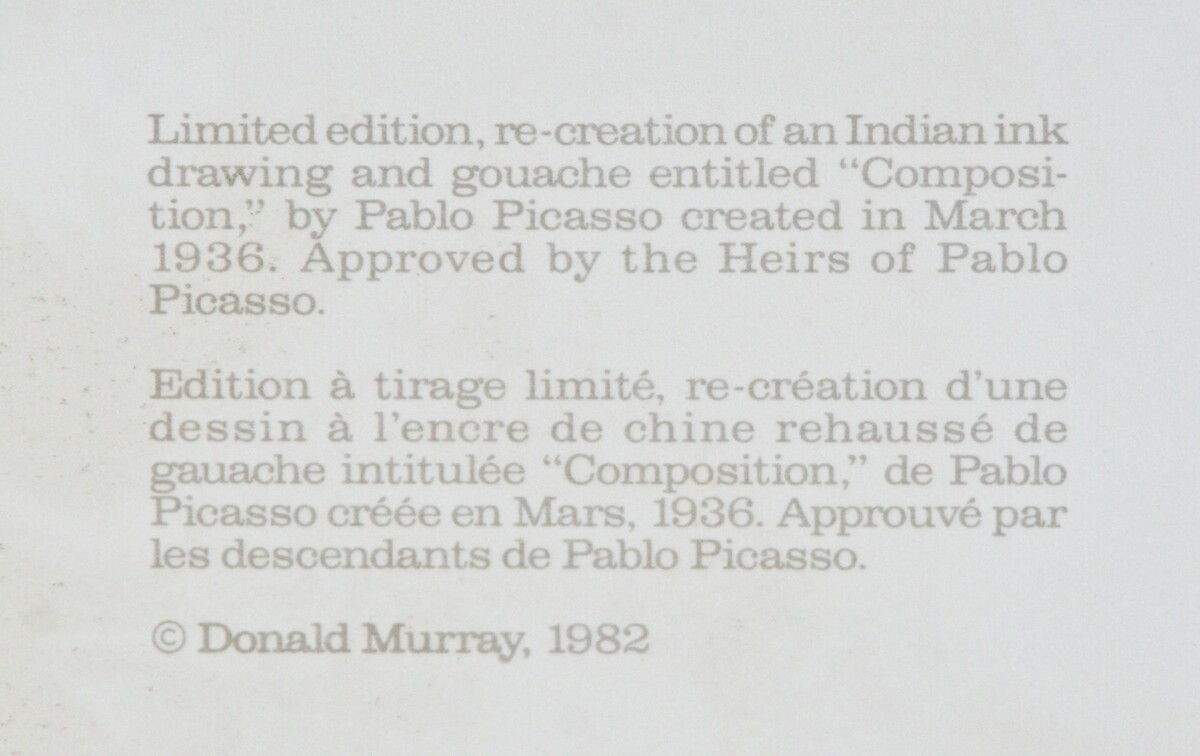 Limited edition, re-creation of an Indian ink
drawing and gouache entitled “Composi-
tion,” by Pablo Picasso created in March
1936. Approved by the Heirs of Pablo
Picasso.
Edition à tirage limité, re-création d’une
dessin à l’encre de chine rehaussé de
gauache intitulée “Composition,” de Pablo
Picasso créée en Mars, 1936. Approuvé par
les descendants de Pablo Picasso.
© Donald Murray, 1982